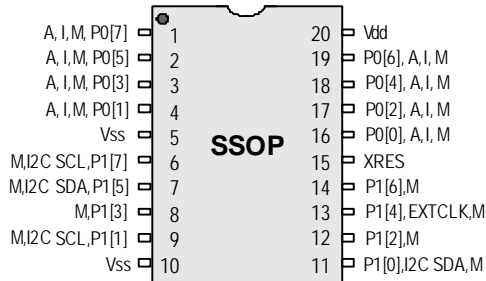 A, I, M, P0[7] 1 20 Vdd
A, I, M, P0[5] 2 19 P0[6], A, I, M
A, I, M, P0[3] 3 18 P0[4], A, I, M
A, I, M, P0[1] 4 17 P0[2], A, I, M
Vss 5 SSOP 16 P0[0], A, I, M
M,I2C SCL,P1[7] 6 15 XRES
M,I2C SDA,P1[5] 7 14 P1[6],M
M,P1[3] 8 13 P1[4], EXTCLK,M
M,I2C SCL,P1[1] 9 12 P1[2],M
Vss 10 11 P1[0],I2C SDA,M